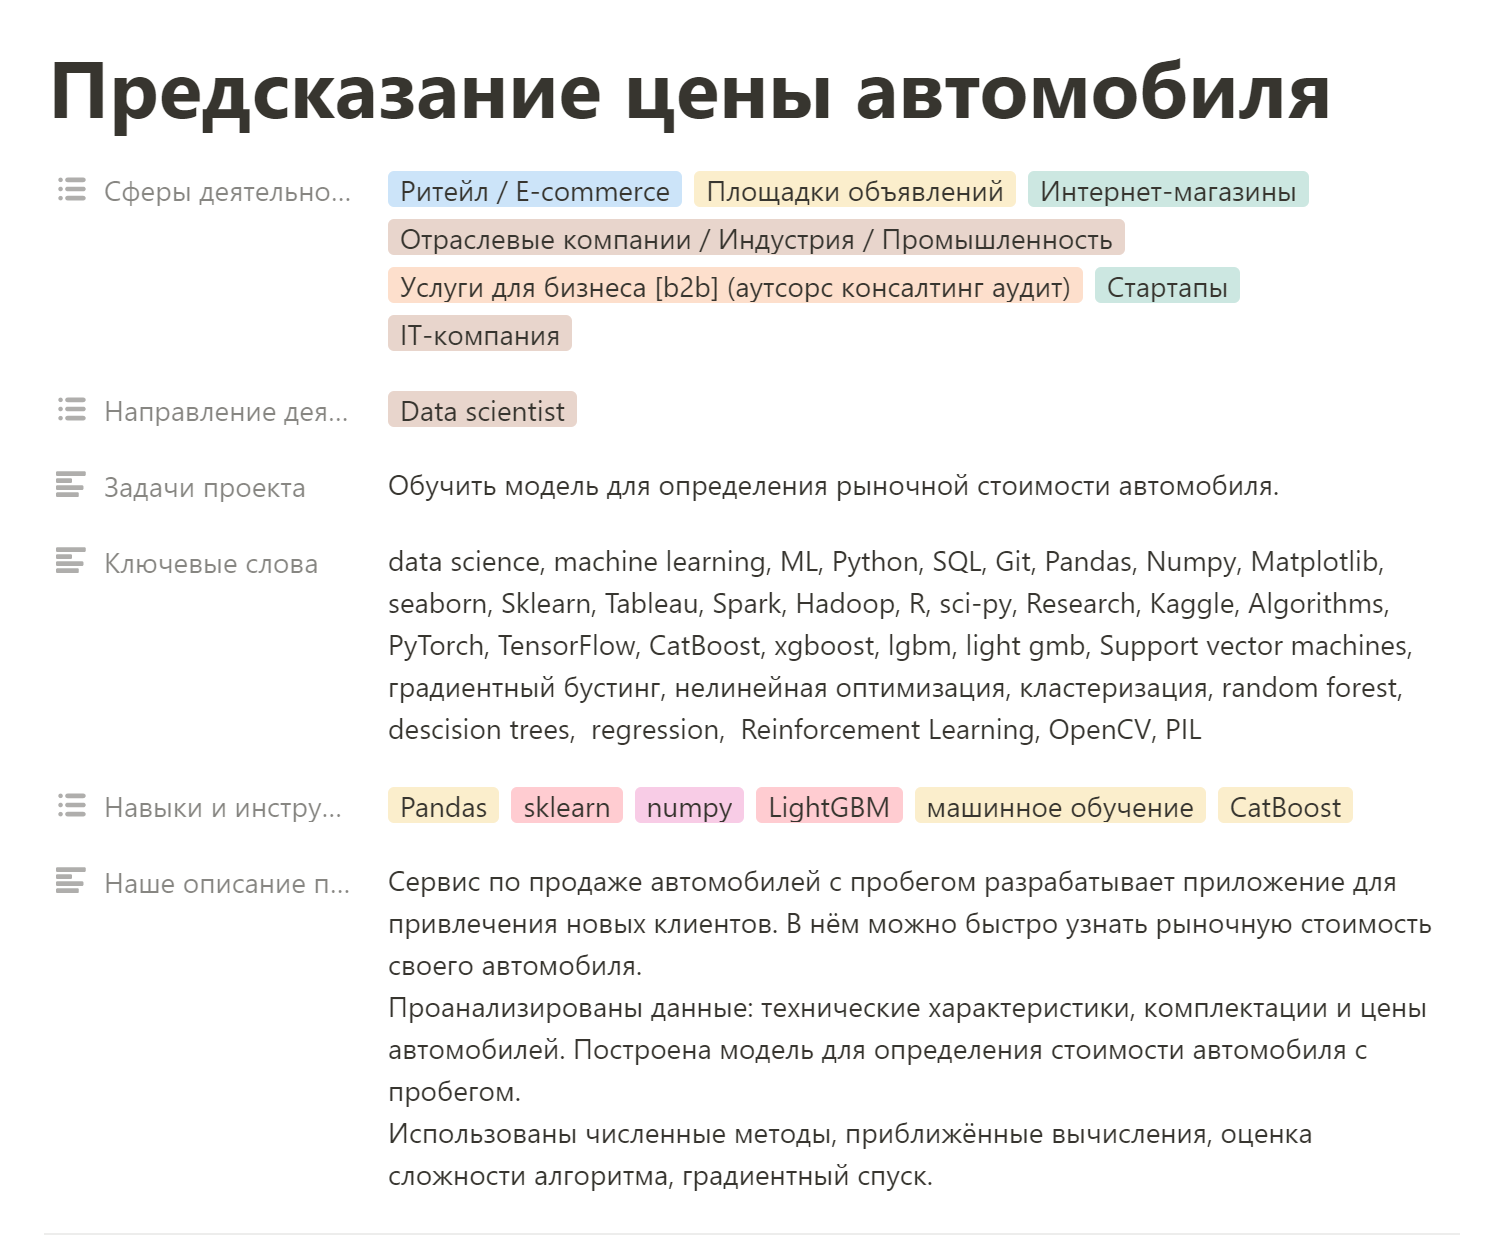 Предсказание цены автомобиля
Сферы деятельно... Ритейл / E-commerce Площадки объявлений Интернет-магазины
Отраслевые компании / Индустрия / Промышленность
Услуги для бизнеса [b2b] (аутсорс консалтинг аудит) Стартапы
IT-компания
Направление дея... Data scientist
Задачи проекта Обучить модель для определения рыночной стоимости автомобиля.
Ключевые слова data science, machine learning, ML, Python, SQL, Git, Pandas, Numpy, Matplotlib,
seaborn, Sklearn, Tableau, Spark, Hadoop, R, sci-py, Research, Kaggle, Algorithms,
PyTorch, TensorFlow, CatBoost, xgboost, lgbm, light gmb, Support vector machines,
градиентный бустинг, нелинейная оптимизация, кластеризация, random forest,
descision trees,  regression,  Reinforcement Learning, OpenCV, PIL
Навыки и инстру... Pandas sklearn numpy LightGBM машинное обучение CatBoost
Наше описание п... Сервис по продаже автомобилей с пробегом разрабатывает приложение для
привлечения новых клиентов. В нём можно быстро узнать рыночную стоимость
своего автомобиля.
Проанализированы данные: технические характеристики, комплектации и цены
автомобилей. Построена модель для определения стоимости автомобиля с
пробегом.
Использованы численные методы, приближённые вычисления, оценка
сложности алгоритма, градиентный спуск.